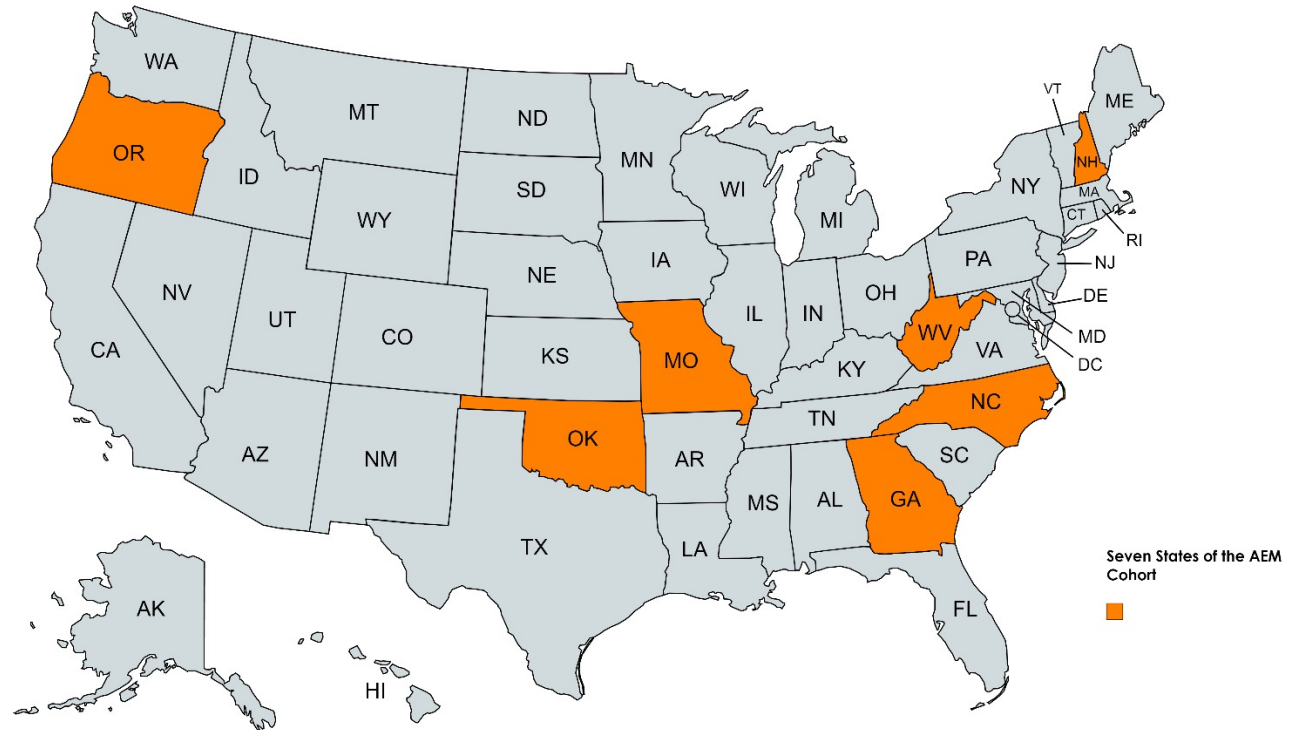 WA
OR
CA
NV
ID
MT
WY
UT
AZ
CO
NM
ND
SD
NE
KS
OK
TX
MN
IA
MO
AR
LA
WI
IL
MS
MI
IN
KY
TN
AL
OH
WV
VA
NC
SC
GA
FL
PA
NY
VT
NH
ME
MA
CT
RI
NJ
DE
MD
DC
AK
HI
Seven States of the AEM
Cohort